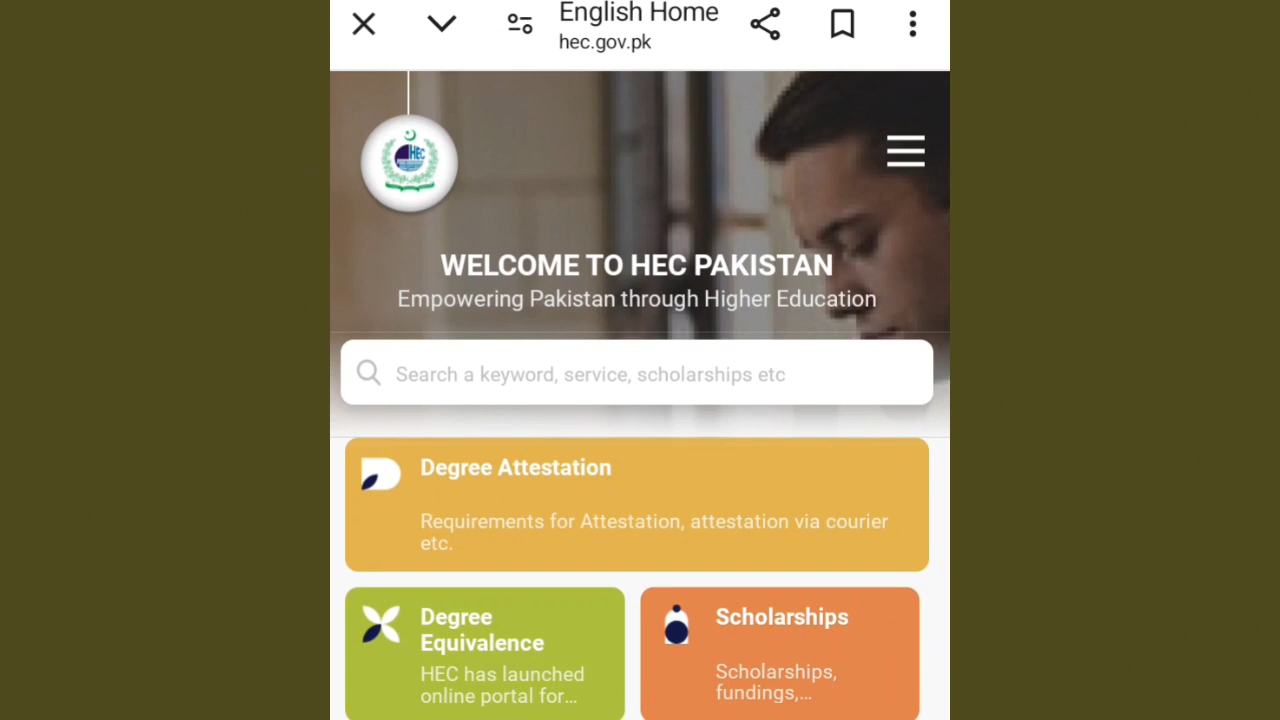 English Home
hec.gov.pk
HEC
WELCOME TO HEC PAKISTAN
Empowering Pakistan through Higher Education
Search a keyword, service, scholarships etc
Degree Attestation
Requirements for Attestation, attestation via courier
etc.
Degree
Equivalence
HEC has launched
online portal for...
Scholarships
Scholarships,
fundings,...